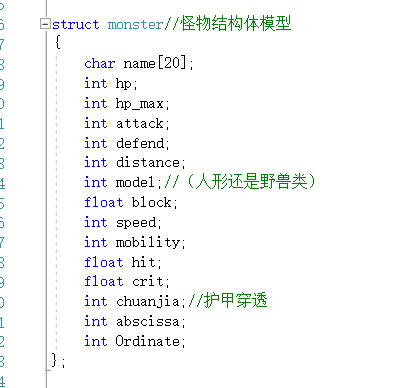 struct monster//怪物结构体模型
{
char name[20];
int hp;
int hp_max;
int attack;
int defend;
int distance;
int model;//（人形还是野兽类）
float block;
int speed;
int mobility;
float hit;
float crit;
int chuanjia;//护甲穿透
int abscissa;
int Ordinate;
};